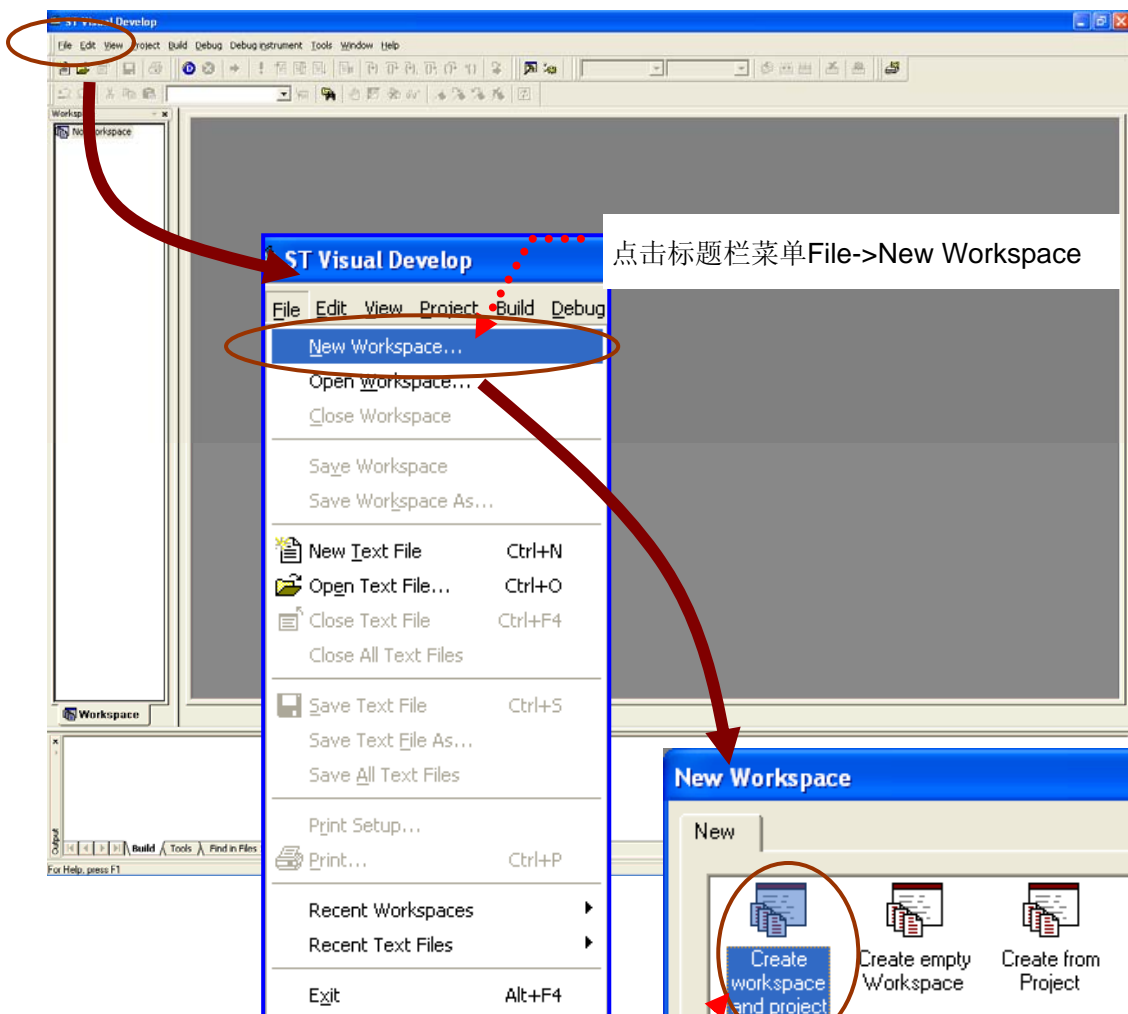 ST Visual Develop
File Edit View Project Build Debug Debug instrument Tools Window Help
Workspace
No Workspace
点击标题栏菜单File->New Workspace
ST Visual Develop
File Edit View Project Build Debug
New Workspace...
Open Workspace...
Close Workspace
Save Workspace
Save Workspace As...
New Text File Ctrl+N
Open Text File... Ctrl+O
Close Text File Ctrl+F4
Close All Text Files
Save Text File Ctrl+S
Save Text File As...
Save All Text Files
Print Setup...
Print... Ctrl+P
Recent Workspaces
Recent Text Files
Exit Alt+F4
Workspace
Output
Build Tools Find in Files
For Help, press F1
New Workspace
New
Create workspace and project
Create empty Workspace
Create from Project